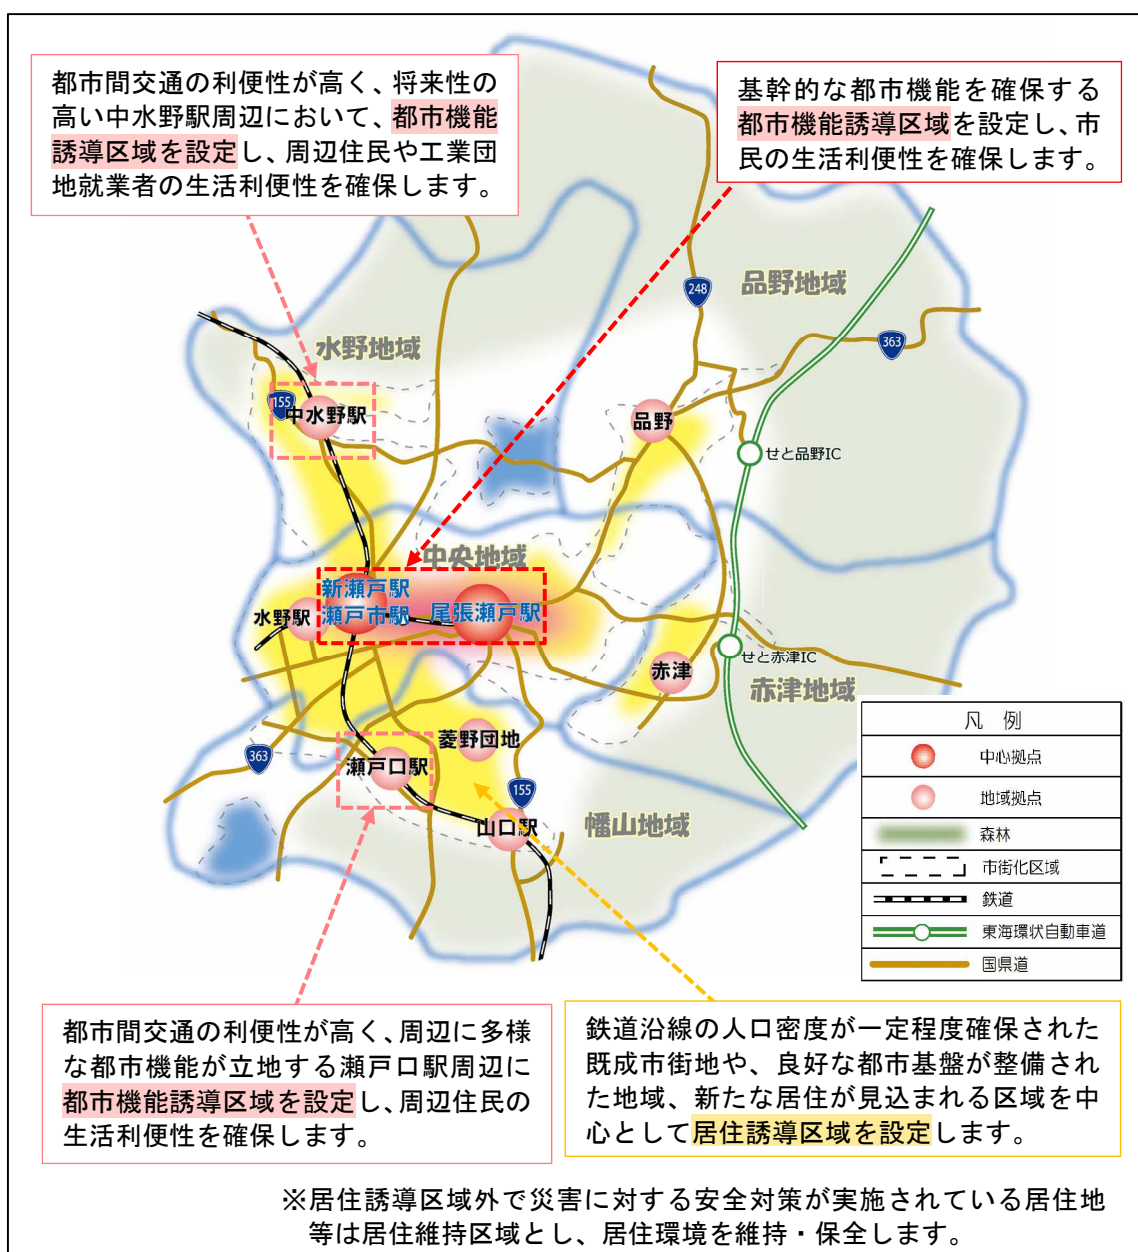 都市間交通の利便性が高く、将来性の
高い中水野駅周辺において、都市機能
誘導区域を設定し、周辺住民や工業団
地就業者の生活利便性を確保します。
基幹的な都市機能を確保する
都市機能誘導区域を設定し、市
民の生活利便性を確保します。
248
品野地域
363
水野地域
155
中水野駅
品野
せと品野IC
中央地域
新瀬戸駅
瀬戸市駅
尾張瀬戸駅
水野駅
せと赤津IC
赤津
赤津地域
菱野団地
363
瀬戸口駅
155
山口駅
幡山地域
凡 例
中心拠点
地域拠点
森林
市街化区域
鉄道
東海環状自動車道
国県道
都市間交通の利便性が高く、周辺に多様
な都市機能が立地する瀬戸口駅周辺に
都市機能誘導区域を設定し、周辺住民の
生活利便性を確保します。
鉄道沿線の人口密度が一定程度確保された
既成市街地や、良好な都市基盤が整備され
た地域、新たな居住が見込まれる区域を中
心として居住誘導区域を設定します。
※居住誘導区域外で災害に対する安全対策が実施されている居住地
等は居住維持区域とし、居住環境を維持・保全します。